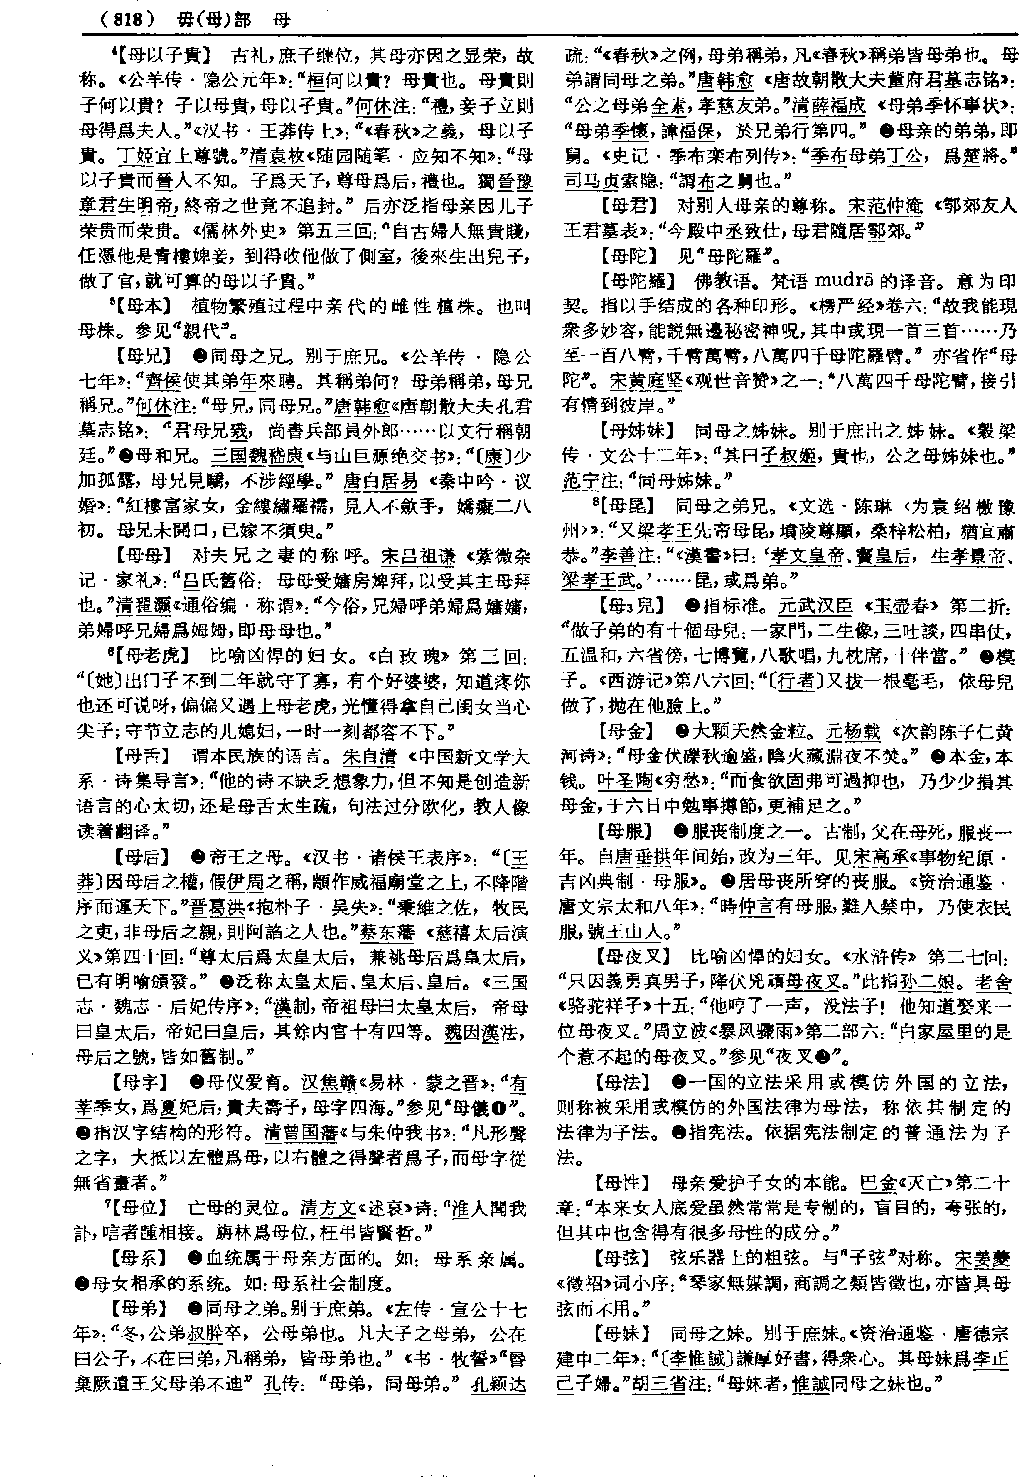 （818） 毋(母)部 母
⁴【母以子貴】 古礼，庶子继位，其母亦因之显荣，故
称。《公羊传·隐公元年》：“桓何以貴？母貴也。母貴則
子何以貴？子以母貴，母以子貴。”何休注：“禮，妾子立則
母得爲夫人。”《汉书·王莽传上》：“《春秋》之義，母以子
貴。丁姬宜上尊號。”清袁枚《随园随笔·应知不知》：“母
以子貴而晉人不知。子爲天子，尊母爲后，禮也。獨晉豫
章君生明帝，終帝之世竟不追封。”后亦泛指母亲因儿子
荣贵而荣贵。《儒林外史》第五三回：“自古婦人無貴賤，
任憑他是青樓婢妾，到得收他做了側室，後來生出兒子，
做了官，就可算的母以子貴。”
⁵【母本】 植物繁殖过程中亲代的雌性植株。也叫
母株。参见“親代”。
【母兄】 ❶同母之兄。别于庶兄。《公羊传·隐公
七年》：“齊侯使其弟年來聘。其稱弟何？母弟稱弟，母兄
稱兄。”何休注：“母兄，同母兄。”唐韩愈《唐朝散大夫孔君
墓志铭》：“君母兄戣，尚書兵部員外郎……以文行稱朝
廷。”❷母和兄。三国魏嵇康《与山巨源绝交书》：“〔康〕少
加孤露，母兄見驕，不涉經學。”唐白居易《秦中吟·议
婚》：“紅樓富家女，金縷繡羅襦，見人不斂手，嬌癡二八
初。母兄未開口，已嫁不須臾。”
【母母】 对夫兄之妻的称呼。宋吕祖谦《紫微杂
记·家礼》：“吕氏舊俗：母母受嬸房婢拜，以受其主母拜
也。”清翟灝《通俗编·称谓》：“今俗，兄婦呼弟婦爲嬸嬸，
弟婦呼兄婦爲姆姆，即母母也。”
⁶【母老虎】 比喻凶悍的妇女。《白玫瑰》第三回：
“〔她〕出门子不到二年就守了寡，有个好婆婆，知道疼你
也还可说呀，偏偏又遇上母老虎，光懂得拿自己闺女当心
尖子；守节立志的儿媳妇，一时一刻都容不下。”
【母舌】 谓本民族的语言。朱自清《中国新文学大
系·诗集导言》：“他的诗不缺乏想象力，但不知是创造新
语言的心太切，还是母舌太生疏，句法过分欧化，教人像
读着翻译。”
【母后】 ❶帝王之母。《汉书·诸侯王表序》：“〔王
莽〕因母后之權，假伊周之稱，顓作威福廟堂之上，不降階
序而運天下。”晋葛洪《抱朴子·吴失》：“秉維之佐，牧民
之吏，非母后之親，則阿諂之人也。”蔡东藩《慈禧太后演
义》第四十回：“尊太后爲太皇太后，兼祧母后爲皇太后，
已有明喻頒發。”❷泛称太皇太后、皇太后、皇后。《三国
志·魏志·后妃传序》：“漢制，帝祖母曰太皇太后，帝母
曰皇太后，帝妃曰皇后，其餘内官十有四等。魏因漢法，
母后之號，皆如舊制。”
【母字】 ❶母仪爱育。汉焦赣《易林·蒙之晋》：“有
莘季女，爲夏妃后；貴夫壽子，母字四海。”参见“母儀❶”。
❷指汉字结构的形符。清曾国藩《与朱仲我书》：“凡形聲
之字，大抵以左體爲母，以右體之得聲者爲子，而母字從
無省畫者。”
⁷【母位】 亡母的灵位。清方文《述哀》诗：“淮人聞我
訃，唁者踵相接。旃林爲母位，枉弔皆賢哲。”
【母系】 ❶血统属于母亲方面的。如：母系亲属。
❷母女相承的系统。如：母系社会制度。
【母弟】 ❶同母之弟。别于庶弟。《左传·宣公十七
年》：“冬，公弟叔肸卒，公母弟也。凡大子之母弟，公在
曰公子，不在曰弟，凡稱弟，皆母弟也。”《书·牧誓》“昏
棄厥遺王父母弟不迪”孔传：“母弟，同母弟。”孔颖达
疏：“《春秋》之例，母弟稱弟，凡《春秋》稱弟皆母弟也。母
弟謂同母之弟。”唐韩愈《唐故朝散大夫董府君墓志铭》：
“公之母弟全素，孝慈友弟。”清薛福成《母弟季怀事状》：
“母弟季懷，諱福保，於兄弟行第四。”❷母亲的弟弟，即
舅。《史记·季布栾布列传》：“季布母弟丁公，爲楚將。”
司马贞索隐：“謂布之舅也。”
【母君】 对别人母亲的尊称。宋范仲淹《鄠郊友人
王君墓表》：“今殿中丞致仕，母君隨居鄠郊。”
【母陀】 见“母陀羅”。
【母陀羅】 佛教语。梵语 mudrā 的译音。意为印
契。指以手结成的各种印形。《楞严经》卷六：“故我能現
衆多妙容，能説無邊秘密神呪，其中或現一首三首……乃
至一百八臂，千臂萬臂，八萬四千母陀羅臂。”亦省作“母
陀”。宋黄庭坚《观世音赞》之一：“八萬四千母陀臂，接引
有情到彼岸。”
【母姊妹】 同母之姊妹。别于庶出之姊妹。《穀梁
传·文公十二年》：“其曰子叔姬，貴也，公之母姊妹也。”
范宁注：“同母姊妹。”
⁸【母昆】 同母之弟兄。《文选·陈琳〈为袁绍檄豫
州〉》：“又梁孝王先帝母昆，墳陵尊顯，桑梓松柏，猶宜肅
恭。”李善注：“《漢書》曰：‘孝文皇帝、竇皇后，生孝景帝、
梁孝王武。’……昆，或爲弟。”
【母兒】 ❶指标准。元武汉臣《玉壶春》第二折：
“做子弟的有十個母兒：一家門，二生像，三吐談，四串仗，
五温和，六省傍，七博覽，八歌唱，九枕席，十伴當。”❷模
子。《西游记》第八六回：“〔行者〕又拔一根毫毛，依母兒
做了，抛在他臉上。”
【母金】 ❶大颗天然金粒。元杨载《次韵陈子仁黄
河诗》：“母金伏礫秋逾盛，陰火藏淵夜不焚。”❷本金，本
钱。叶圣陶《穷愁》：“而食欲固弗可過抑也，乃少少損其
母金，于六日中勉事撙節，更補足之。”
【母服】 ❶服丧制度之一。古制，父在母死，服丧一
年。自唐垂拱年间始，改为三年。见宋高承《事物纪原·
吉凶典制·母服》。❷居母丧所穿的丧服。《资治通鉴·
唐文宗太和八年》：“時仲言有母服，難入禁中，乃使衣民
服，號王山人。”
【母夜叉】 比喻凶悍的妇女。《水浒传》第二七回：
“只因義勇真男子，降伏兇頑母夜叉。”此指孙二娘。老舍
《骆驼祥子》十五：“他哼了一声，没法子！他知道娶来一
位母夜叉。”周立波《暴风骤雨》第二部六：“白家屋里的是
个惹不起的母夜叉。”参见“夜叉❷”。
【母法】 ❶一国的立法采用或模仿外国的立法，
则称被采用或模仿的外国法律为母法，称依其制定的
法律为子法。❷指宪法。依据宪法制定的普通法为子
法。
【母性】 母亲爱护子女的本能。巴金《灭亡》第二十
章：“本来女人底爱虽然常常是专制的，盲目的，夸张的，
但其中也含得有很多母性的成分。”
【母弦】 弦乐器上的粗弦。与“子弦”对称。宋姜夔
《徵招》词小序：“琴家無媒調，商調之類皆徵也，亦皆具母
弦而不用。”
【母妹】 同母之妹。别于庶妹。《资治通鉴·唐德宗
建中二年》：“〔李惟誠〕謙厚好書，得衆心。其母妹爲李正
己子婦。”胡三省注：“母妹者，惟誠同母之妹也。”